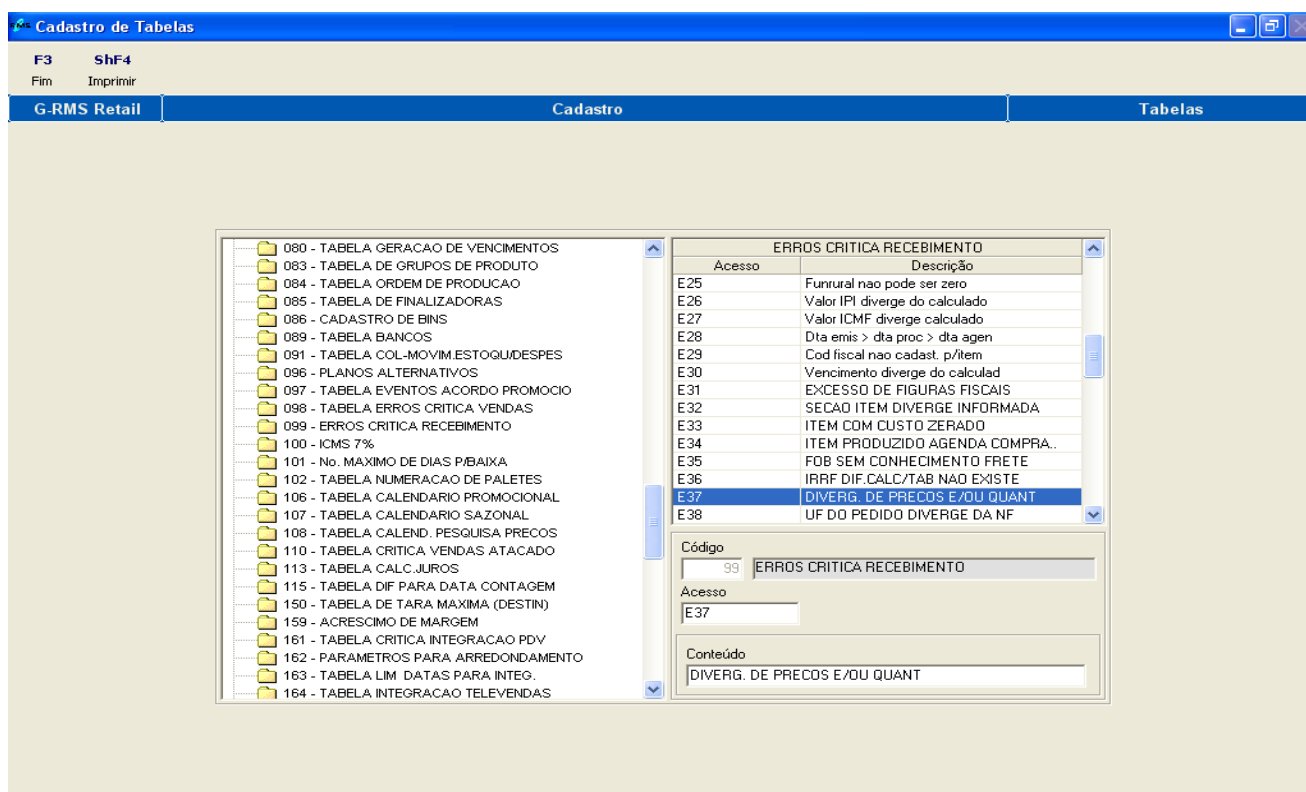 Cadastro de Tabelas
F3 ShF4
Fim Imprimir
G-RMS Retail Cadastro Tabelas
080 - TABELA GERACAO DE VENCIMENTOS
083 - TABELA DE GRUPOS DE PRODUTO
084 - TABELA ORDEM DE PRODUCAO
085 - TABELA DE FINALIZADORAS
086 - CADASTRO DE BINS
089 - TABELA BANCOS
091 - TABELA COL-MOVIM.ESTOQU/DESPES
096 - PLANOS ALTERNATIVOS
097 - TABELA EVENTOS ACORDO PROMOCIO
098 - TABELA ERROS CRITICA VENDAS
099 - ERROS CRITICA RECEBIMENTO
100 - ICMS 7%
101 - No. MAXIMO DE DIAS P/BAIXA
102 - TABELA NUMERACAO DE PALETES
106 - TABELA CALENDARIO PROMOCIONAL
107 - TABELA CALENDARIO SAZONAL
108 - TABELA CALEND. PESQUISA PRECOS
110 - TABELA CRITICA VENDAS ATACADO
113 - TABELA CALC.JUROS
115 - TABELA DIF PARA DATA CONTAGEM
150 - TABELA DE TARA MAXIMA (DESTIN)
159 - ACRESCIMO DE MARGEM
161 - TABELA CRITICA INTEGRACAO PDV
162 - PARAMETROS PARA ARREDONDAMENTO
163 - TABELA LIM DATAS PARA INTEG.
164 - TABELA INTEGRACAO TELEVENDAS
ERROS CRITICA RECEBIMENTO
Acesso Descrição
E25 Funrural nao pode ser zero
E26 Valor IPI diverge do calculado
E27 Valor ICMF diverge calculado
E28 Dta emis > dta proc > dta agen
E29 Cod fiscal nao cadast. p/item
E30 Vencimento diverge do calculad
E31 EXCESSO DE FIGURAS FISCAIS
E32 SECAO ITEM DIVERGE INFORMADA
E33 ITEM COM CUSTO ZERADO
E34 ITEM PRODUZIDO AGENDA COMPRA..
E35 FOB SEM CONHECIMENTO FRETE
E36 IRRF DIF.CALC/TAB NAO EXISTE
E37 DIVERG. DE PRECOS E/OU QUANT
E38 UF DO PEDIDO DIVERGE DA NF
Código
99 ERROS CRITICA RECEBIMENTO
Acesso
E37
Conteúdo
DIVERG. DE PRECOS E/OU QUANT